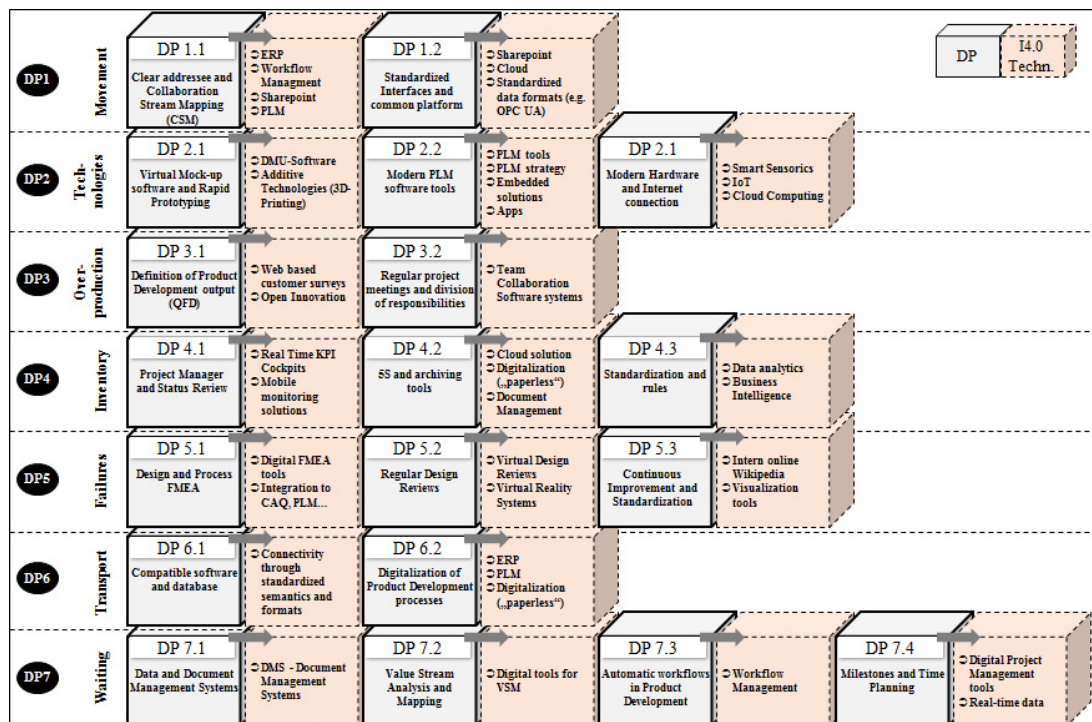 DP
I4.0
Techn.
DP1
Movement
DP 1.1
Clear addressee and
Collaboration
Stream Mapping
(CSM)
ERP
Workflow
Managment
Sharepoint
PLM
DP 1.2
Standardized
Interfaces and
common platform
Sharepoint
Cloud
Standardized
data formats (e.g.
OPC UA)
DP2
Tech-
nologies
DP 2.1
Virtual Mock-up
software and Rapid
Prototyping
DMU-Software
Additive
Technologies (3D-
Printing)
DP 2.2
Modern PLM
software tools
PLM tools
PLM strategy
Embedded
solutions
Apps
DP 2.1
Modern Hardware
and Internet
connection
Smart Sensorics
IoT
Cloud Computing
DP3
Over-
production
DP 3.1
Definition of Product
Development output
(QFD)
Web based
customer surveys
Open Innovation
DP 3.2
Regular project
meetings and division
of responsibilities
Team
Collaboration
Software systems
DP4
Inventory
DP 4.1
Project Manager
and Status Review
Real Time KPI
Cockpits
Mobile
monitoring
solutions
DP 4.2
5S and archiving
tools
Cloud solution
Digitalization
(„paperless“)
Document
Management
DP 4.3
Standardization and
rules
Data analytics
Business
Intelligence
DP5
Failures
DP 5.1
Design and Process
FMEA
Digital FMEA
tools
Integration to
CAQ, PLM…
DP 5.2
Regular Design
Reviews
Virtual Design
Reviews
Virtual Reality
Systems
DP 5.3
Continuous
Improvement and
Standardization
Intern online
Wikipedia
Visualization
tools
DP6
Transport
DP 6.1
Compatible software
and database
Connectivity
through
standardized
semantics and
formats
DP 6.2
Digitalization of
Product Development
processes
ERP
PLM
Digitalization
(„paperless“)
DP7
Waiting
DP 7.1
Data and Document
Management Systems
DMS - Document
Management
Systems
DP 7.2
Value Stream
Analysis and
Mapping
Digital tools for
VSM
DP 7.3
Automatic workflows
in Product
Development
Workflow
Management
DP 7.4
Milestones and Time
Planning
Digital Project
Management
tools
Real-time data